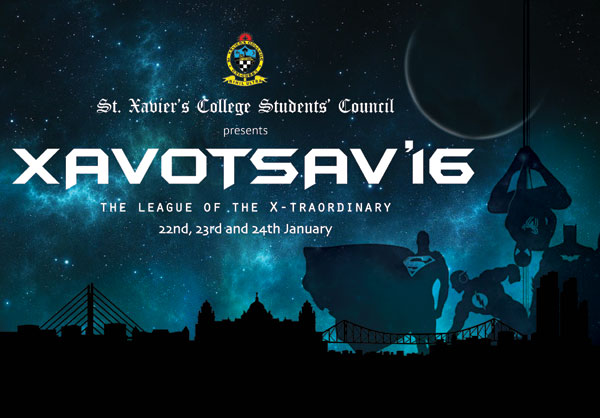 St. Xavier's College Students' Council
presents
XAVOTSAV'16
THE LEAGUE OF THE X-TRAORDINARY
22nd, 23rd and 24th January